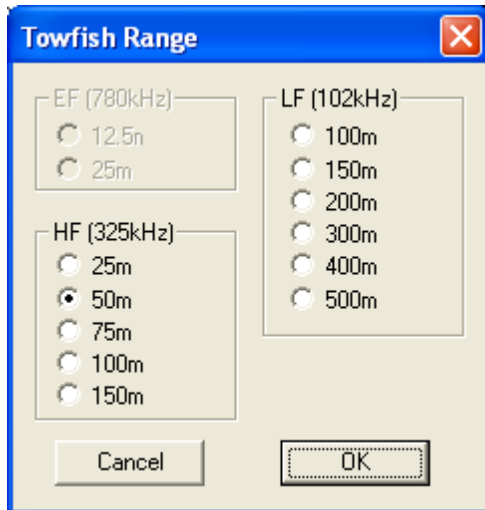 Towfish Range
EF (780kHz)
12.5n
25m
HF (325kHz)
25m
50m
75m
100m
150m
LF (102kHz)
100m
150m
200m
300m
400m
500m
Cancel
OK